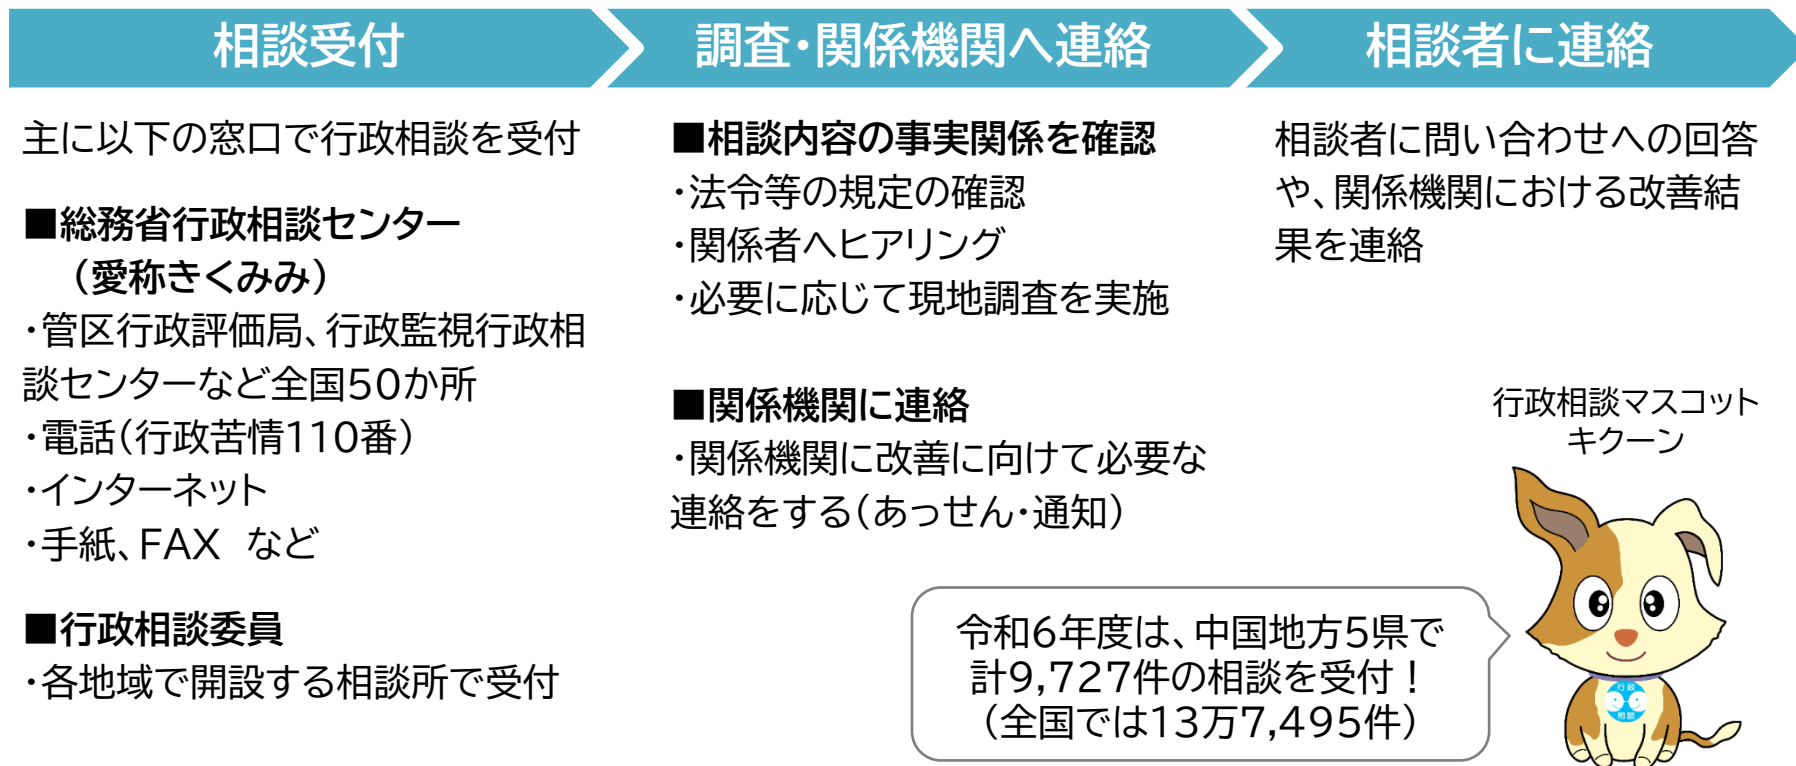 相談受付
調査・関係機関へ連絡
相談者に連絡
主に以下の窓口で行政相談を受付
■総務省行政相談センター
（愛称きくみみ）
・管区行政評価局、行政監視行政相
談センターなど全国50か所
・電話（行政苦情110番）
・インターネット
・手紙、FAX など
■行政相談委員
・各地域で開設する相談所で受付
■相談内容の事実関係を確認
・法令等の規定の確認
・関係者へヒアリング
・必要に応じて現地調査を実施
■関係機関に連絡
・関係機関に改善に向けて必要な
連絡をする（あっせん・通知）
相談者に問い合わせへの回答
や、関係機関における改善結
果を連絡
行政相談マスコット
キクーン
令和6年度は、中国地方5県で
計9,727件の相談を受付！
（全国では13万7,495件）
行政
相談